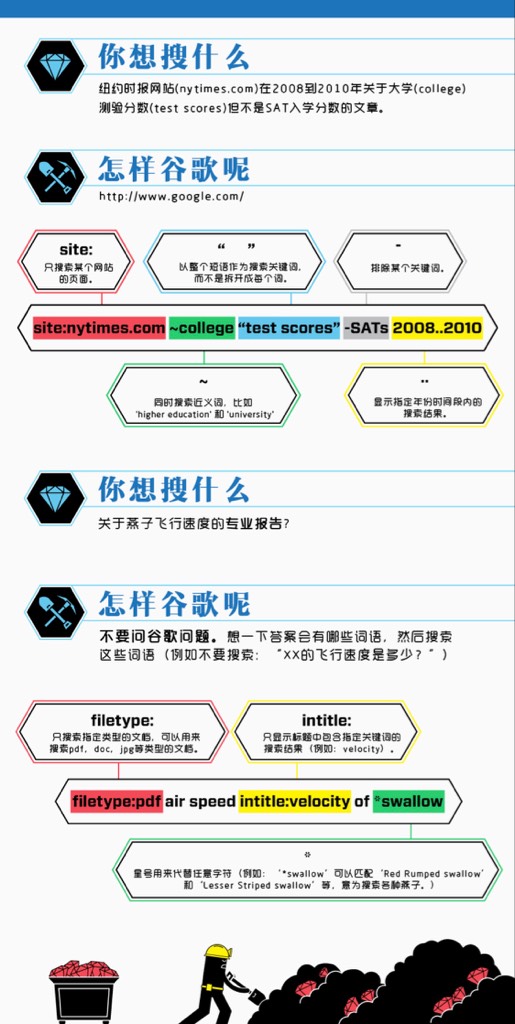 你想搜什么
纽约时报网站(nytimes.com)在2008到2010年关于大学(college)
测验分数(test scores)但不是SAT入学分数的文章。
怎样谷歌呢
http://www.google.com/
site:
只搜索某个网站
的页面。
“ ”
以整个短语作为搜索关键词，
而不是拆开成每个词。
-
排除某个关键词。
site:nytimes.com ~college “test scores” -SATs 2008..2010
~
同时搜索近义词，比如
'higher education' 和 'university'
..
显示指定年份时间段内的
搜索结果。
你想搜什么
关于燕子飞行速度的专业报告?
怎样谷歌呢
不要问谷歌问题。想一下答案会有哪些词语，然后搜索
这些词语（例如不要搜索：“XX的飞行速度是多少？”）
filetype:
只搜索指定类型的文档，可以用来
搜索pdf，doc，jpg等类型的文档。
intitle:
只显示标题中包含指定关键词的
搜索结果（例如：velocity）。
filetype:pdf air speed intitle:velocity of *swallow
*
星号用来代替任意字符（例如：‘*swallow’可以匹配‘Red Rumped swallow’
和‘Lesser Striped swallow’等，意为搜索各种燕子。）